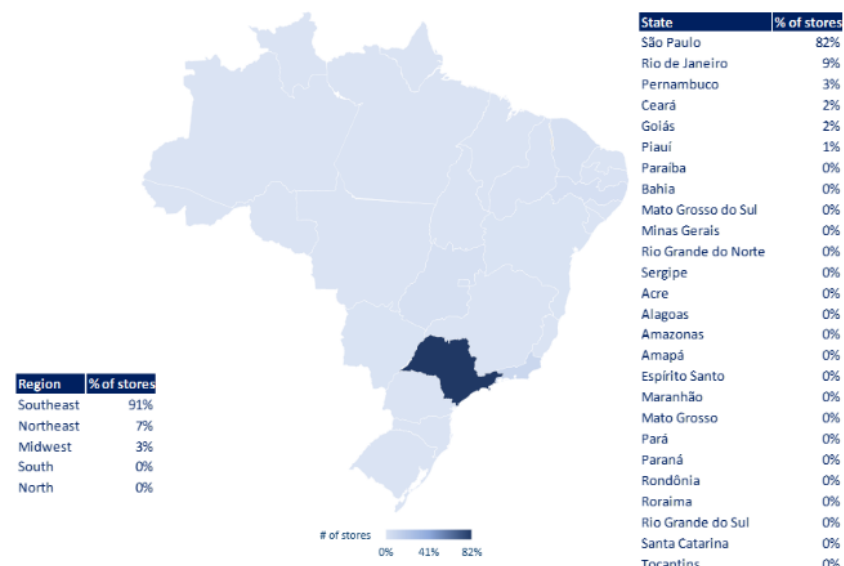 State % of stores
São Paulo 82%
Rio de Janeiro 9%
Pernambuco 3%
Ceará 2%
Goiás 2%
Piauí 1%
Paraíba 0%
Bahia 0%
Mato Grosso do Sul 0%
Minas Gerais 0%
Rio Grande do Norte 0%
Sergipe 0%
Acre 0%
Alagoas 0%
Amazonas 0%
Amapá 0%
Espírito Santo 0%
Maranhão 0%
Mato Grosso 0%
Pará 0%
Paraná 0%
Rondônia 0%
Roraima 0%
Rio Grande do Sul 0%
Santa Catarina 0%
Tocantins 0%
Region % of stores
Southeast 91%
Northeast 7%
Midwest 3%
South 0%
North 0%
# of stores
0% 41% 82%